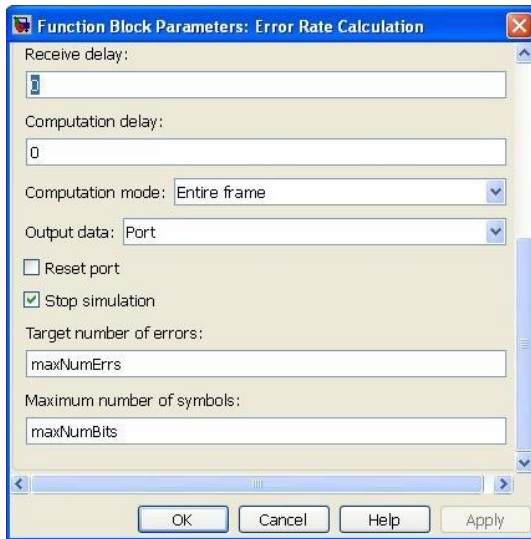 Function Block Parameters: Error Rate Calculation
Receive delay:
0
Computation delay:
0
Computation mode: Entire frame
Output data: Port
Reset port
Stop simulation
Target number of errors:
maxNumErrs
Maximum number of symbols:
maxNumBits
OK Cancel Help Apply